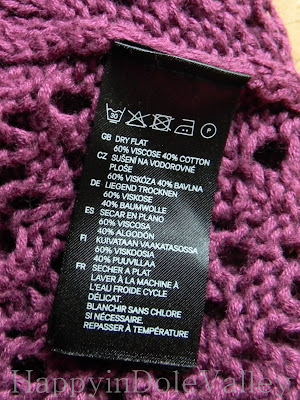 30
P
GB DRY FLAT
60% VISCOSE 40% COTTON
CZ SUŠENÍ NA VODOROVNÉ
PLOŠE
60% VISKÓZA 40% BAVLNA
DE LIEGEND TROCKNEN
60% VISKOSE
40% BAUMWOLLE
ES SECAR EN PLANO
60% VISCOSA
40% ALGODÓN
FI KUIVATAAN VAAKATASOSSA
60% VISKOOSIA
40% PUUVILLAA
FR SECHER A PLAT
LAVER À LA MACHINE À
L'EAU FROIDE CYCLE
DÉLICAT.
BLANCHIR SANS CHLORE
SI NÉCESSAIRE.
REPASSER À TEMPÉRATURE
HappyinDoleValley